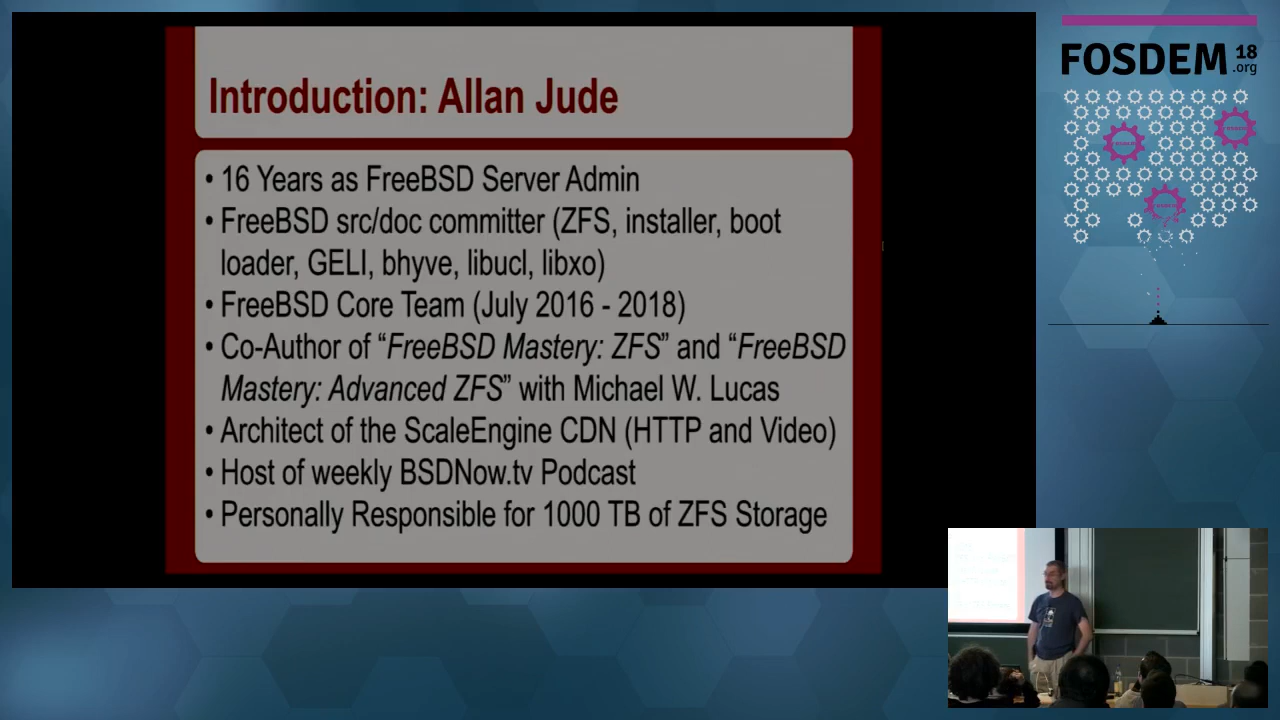 Introduction: Allan Jude
• 16 Years as FreeBSD Server Admin
• FreeBSD src/doc committer (ZFS, installer, boot
loader, GELI, bhyve, libucl, libxo)
• FreeBSD Core Team (July 2016 - 2018)
• Co-Author of “FreeBSD Mastery: ZFS” and “FreeBSD
Mastery: Advanced ZFS” with Michael W. Lucas
• Architect of the ScaleEngine CDN (HTTP and Video)
• Host of weekly BSDNow.tv Podcast
• Personally Responsible for 1000 TB of ZFS Storage
FOSDEM 18
.org